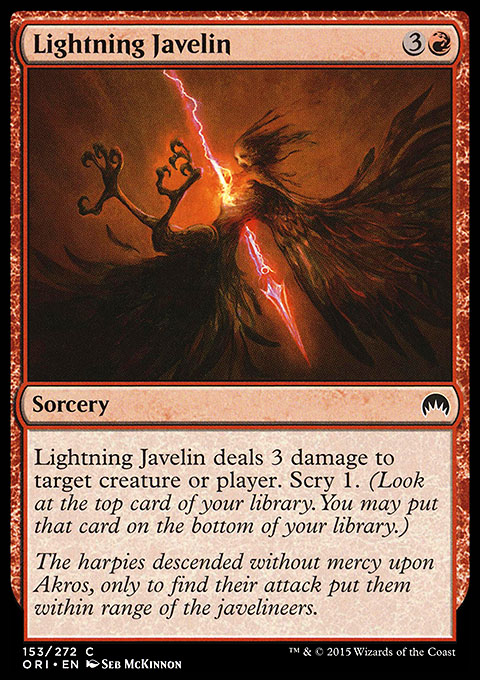 Lightning Javelin 3
Sorcery
Lightning Javelin deals 3 damage to
target creature or player. Scry 1. (Look
at the top card of your library. You may put
that card on the bottom of your library.)
The harpies descended without mercy upon
Akros, only to find their attack put them
within range of the javelineers.
153/272 C
ORI • EN Seb McKinnon
™ & © 2015 Wizards of the Coast